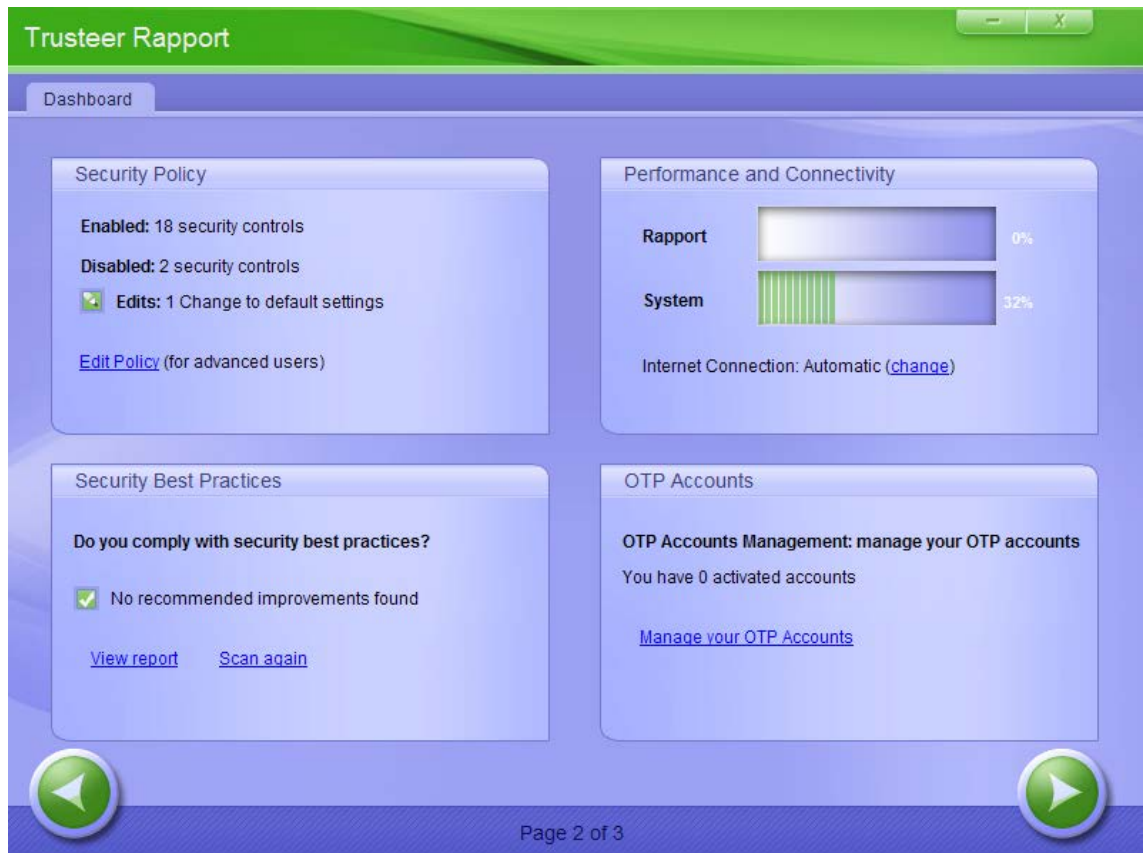 Trusteer Rapport
Dashboard
Security Policy
Enabled: 18 security controls
Disabled: 2 security controls
Edits: 1 Change to default settings
Edit Policy (for advanced users)
Performance and Connectivity
Rapport 0%
System 32%
Internet Connection: Automatic (change)
Security Best Practices
Do you comply with security best practices?
No recommended improvements found
View report Scan again
OTP Accounts
OTP Accounts Management: manage your OTP accounts
You have 0 activated accounts
Manage your OTP Accounts
Page 2 of 3